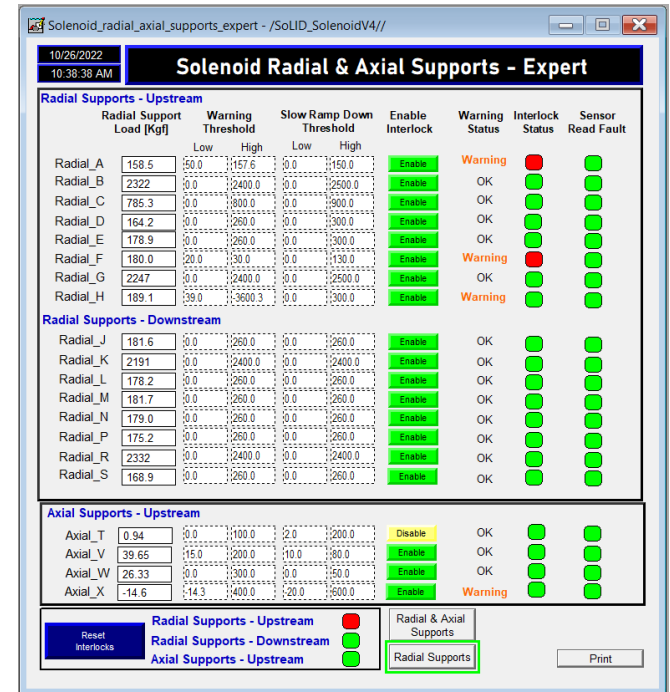 Solenoid_radial_axial_supports_expert - /SoLID_SolenoidV4//
10/26/2022
10:38:38 AM
Solenoid Radial & Axial Supports - Expert
Radial Supports - Upstream
Radial Support Load [Kgf] Warning Threshold Slow Ramp Down Threshold Enable Interlock Warning Status Interlock Status Sensor Read Fault
Low High Low High
Radial_A 158.5 50.0 157.6 0.0 150.0 Enable Warning
Radial_B 2322 0.0 2400.0 0.0 2500.0 Enable OK
Radial_C 785.3 0.0 800.0 0.0 900.0 Enable OK
Radial_D 164.2 0.0 260.0 0.0 300.0 Enable OK
Radial_E 178.9 0.0 260.0 0.0 300.0 Enable OK
Radial_F 180.0 20.0 30.0 0.0 130.0 Enable Warning
Radial_G 2247 0.0 2400.0 0.0 2500.0 Enable OK
Radial_H 189.1 39.0 -3600.3 0.0 300.0 Enable Warning
Radial Supports - Downstream
Radial_J 181.6 0.0 260.0 0.0 260.0 Enable OK
Radial_K 2191 0.0 2400.0 0.0 2400.0 Enable OK
Radial_L 178.2 0.0 260.0 0.0 260.0 Enable OK
Radial_M 181.7 0.0 260.0 0.0 260.0 Enable OK
Radial_N 179.0 0.0 260.0 0.0 260.0 Enable OK
Radial_P 175.2 0.0 260.0 0.0 260.0 Enable OK
Radial_R 2332 0.0 2400.0 0.0 2400.0 Enable OK
Radial_S 168.9 0.0 260.0 0.0 260.0 Enable OK
Axial Supports - Upstream
Axial_T 0.94 0.0 100.0 2.0 200.0 Disable OK
Axial_V 39.65 15.0 200.0 10.0 80.0 Enable OK
Axial_W 26.33 0.0 300.0 0.0 50.0 Enable OK
Axial_X -14.6 -14.3 400.0 -20.0 600.0 Enable Warning
Reset Interlocks
Radial Supports - Upstream
Radial Supports - Downstream
Axial Supports - Upstream
Radial & Axial Supports
Radial Supports
Print